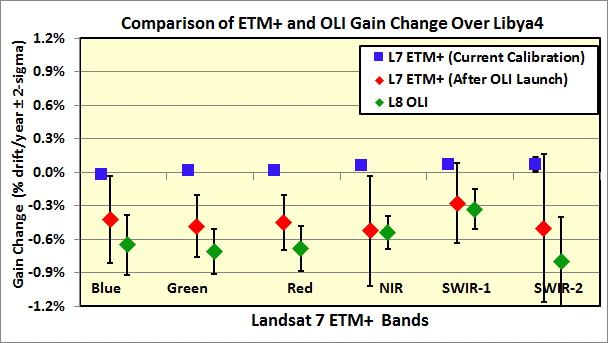 Comparison of ETM+ and OLI Gain Change Over Libya4
Gain Change (% drift/year ± 2-sigma)
1.2%
0.9%
0.6%
0.3%
0.0%
-0.3%
-0.6%
-0.9%
-1.2%
L7 ETM+ (Current Calibration)
L7 ETM+ (After OLI Launch)
L8 OLI
Blue Green Red NIR SWIR-1 SWIR-2
Landsat 7 ETM+ Bands